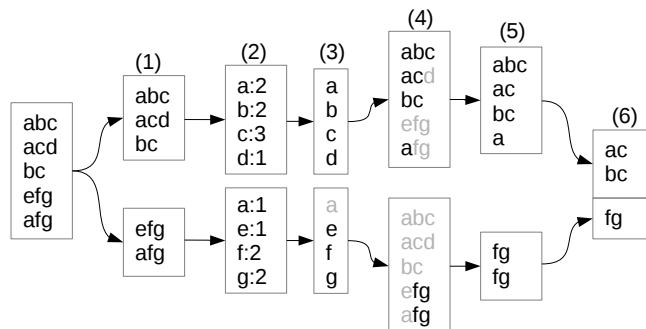 (1)
(2)
(3)
(4)
(5)
(6)
abc
acd
bc
efg
afg
abc
acd
bc
a:2
b:2
c:3
d:1
a
b
c
d
abc
acd
bc
efg
afg
abc
ac
bc
a
ac
bc
efg
afg
a:1
e:1
f:2
g:2
a
e
f
g
abc
acd
bc
efg
afg
fg
fg
fg